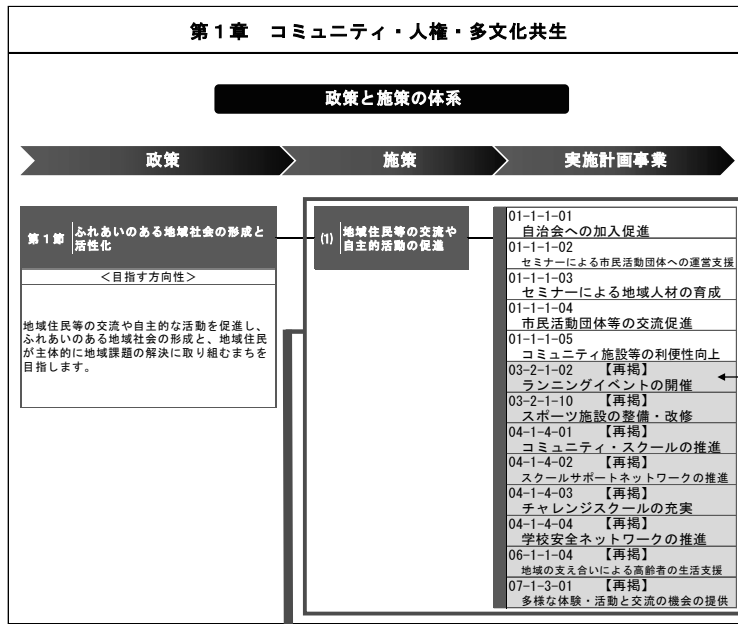 第１章　コミュニティ・人権・多文化共生
政策と施策の体系
政策
施策
実施計画事業
第１節
ふれあいのある地域社会の形成と
活性化
＜目指す方向性＞
地域住民等の交流や自主的な活動を促進し、
ふれあいのある地域社会の形成と、地域住民
が主体的に地域課題の解決に取り組むまちを
目指します。
(1)
地域住民等の交流や
自主的活動の促進
01-1-1-01
自治会への加入促進
01-1-1-02
セミナーによる市民活動団体への運営支援
01-1-1-03
セミナーによる地域人材の育成
01-1-1-04
市民活動団体等の交流促進
01-1-1-05
コミュニティ施設等の利便性向上
03-2-1-02　【再掲】
ランニングイベントの開催
03-2-1-10　【再掲】
スポーツ施設の整備・改修
04-1-4-01　【再掲】
コミュニティ・スクールの推進
04-1-4-02　【再掲】
スクールサポートネットワークの推進
04-1-4-03　【再掲】
チャレンジスクールの充実
04-1-4-04　【再掲】
学校安全ネットワークの推進
06-1-1-04　【再掲】
地域の支え合いによる高齢者の生活支援
07-1-3-01　【再掲】
多様な体験・活動と交流の機会の提供